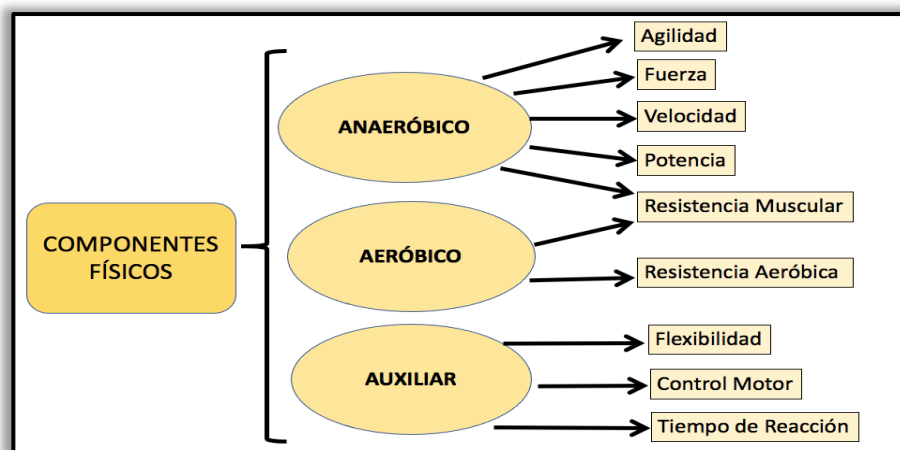 COMPONENTES
FÍSICOS
ANAERÓBICO
Agilidad
Fuerza
Velocidad
Potencia
Resistencia Muscular
AERÓBICO
Resistencia Aeróbica
AUXILIAR
Flexibilidad
Control Motor
Tiempo de Reacción